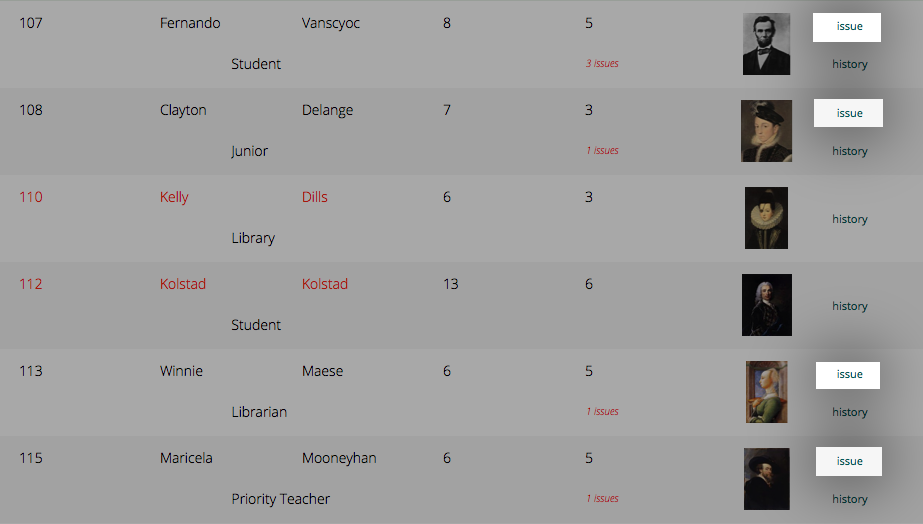 107 Fernando Vanscyoc 8 5 issue
Student 3 issues history
108 Clayton Delange 7 3 issue
Junior 1 issues history
110 Kelly Dills 6 3
history
Library
112 Kolstad Kolstad 13 6
history
Student
113 Winnie Maese 6 5 issue
Librarian 1 issues history
115 Maricela Mooneyhan 6 5 issue
Priority Teacher 1 issues history